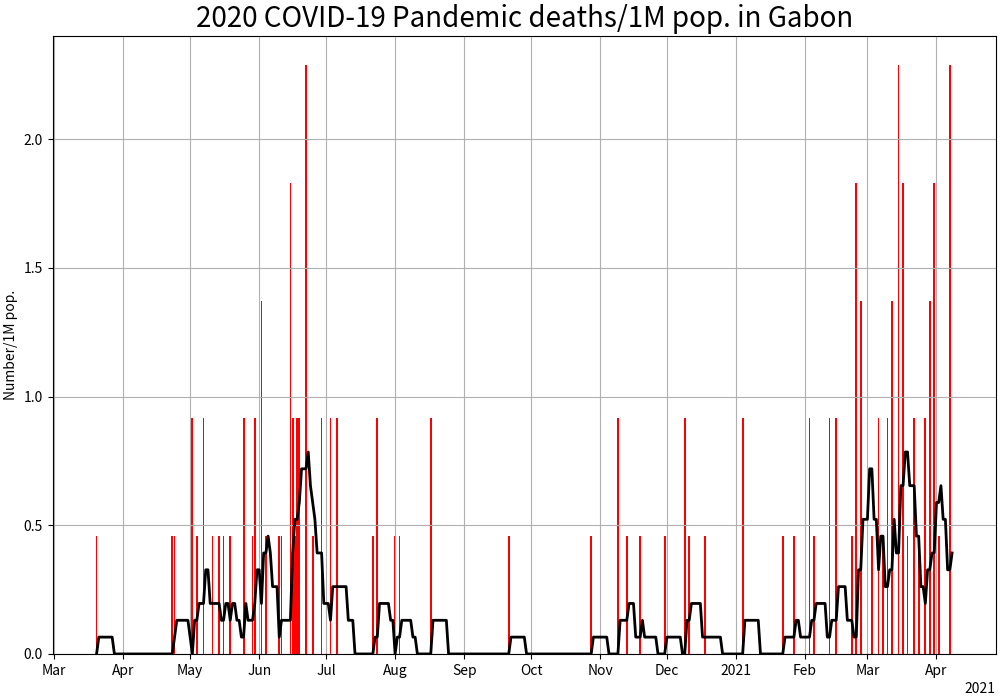 2020 COVID-19 Pandemic deaths/1M pop. in Gabon
Number/1M pop.
2.0
1.5
1.0
0.5
0.0
Mar Apr May Jun Jul Aug Sep Oct Nov Dec 2021 Feb Mar Apr
2021